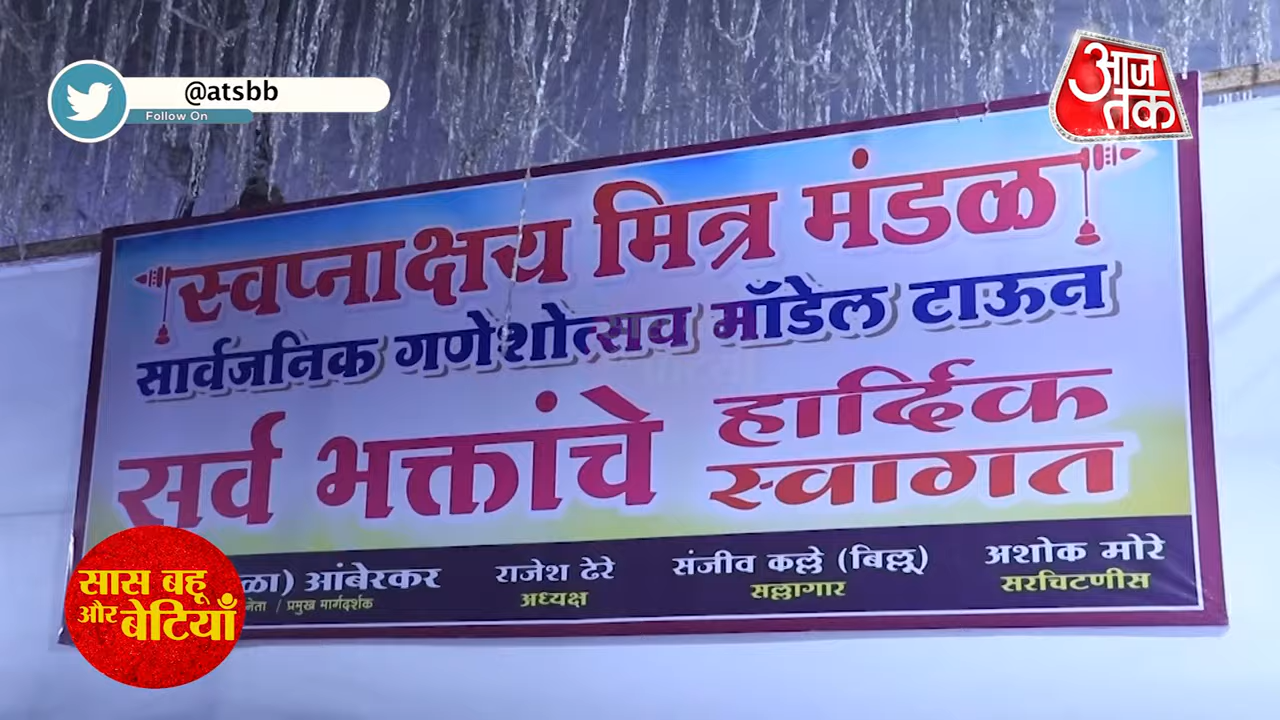 @atsbb
Follow On
आज
तक
स्वप्नाक्षय मित्र मंडळ
सार्वजनिक गणेशोत्सव मॉडेल टाऊन
सर्व भक्तांचे हार्दिक
स्वागत
ळा) आंबेरकर
नेता / प्रमुख मार्गदर्शक
राजेश ढेरे
अध्यक्ष
संजीव कल्ले (बिल्लू)
सल्लागार
अशोक मोरे
सरचिटणीस
सास बहू
और बेटियाँ